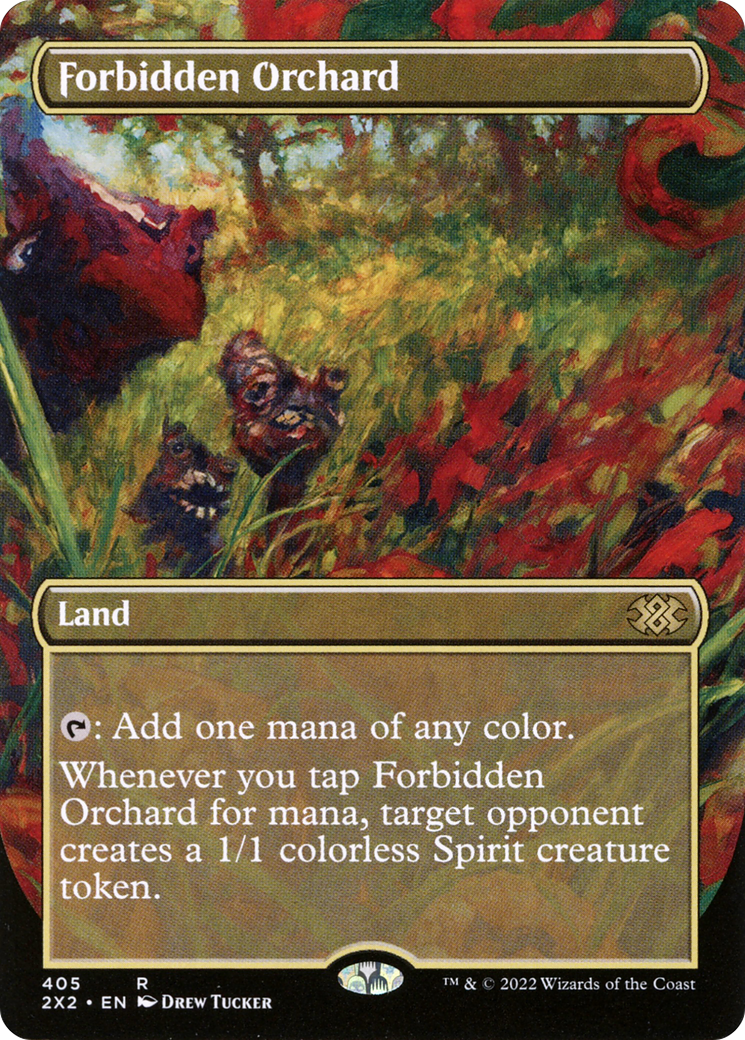 Forbidden Orchard
Land
: Add one mana of any color.
Whenever you tap Forbidden
Orchard for mana, target opponent
creates a 1/1 colorless Spirit creature
token.
405 R
2X2 • EN Drew Tucker
™ & © 2022 Wizards of the Coast